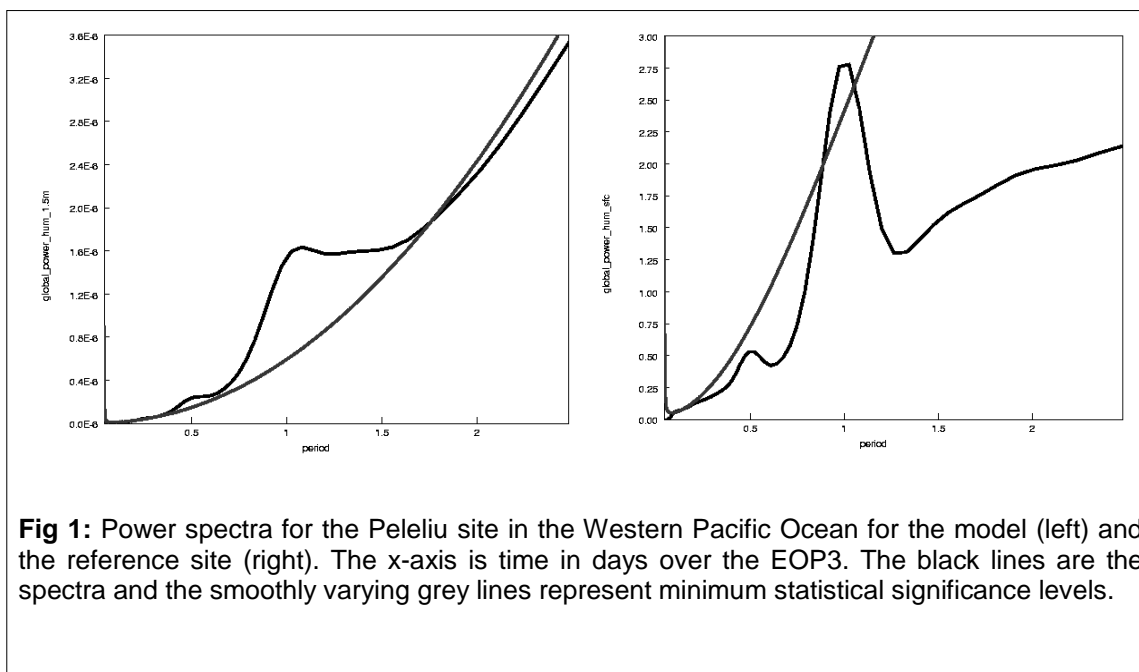 3.6E-6
3.2E-6
2.8E-6
2.4E-6
2.0E-6
1.6E-6
1.2E-6
0.8E-6
0.4E-6
0.0E-6
global_power_hum_1.5m
0.5 1 1.5 2
period
3.00
2.75
2.50
2.25
2.00
1.75
1.50
1.25
1.00
0.75
0.50
0.25
0.00
global_power_hum_sfc
0.5 1 1.5 2
period
Fig 1: Power spectra for the Peleliu site in the Western Pacific Ocean for the model (left) and
the reference site (right). The x-axis is time in days over the EOP3. The black lines are the
spectra and the smoothly varying grey lines represent minimum statistical significance levels.